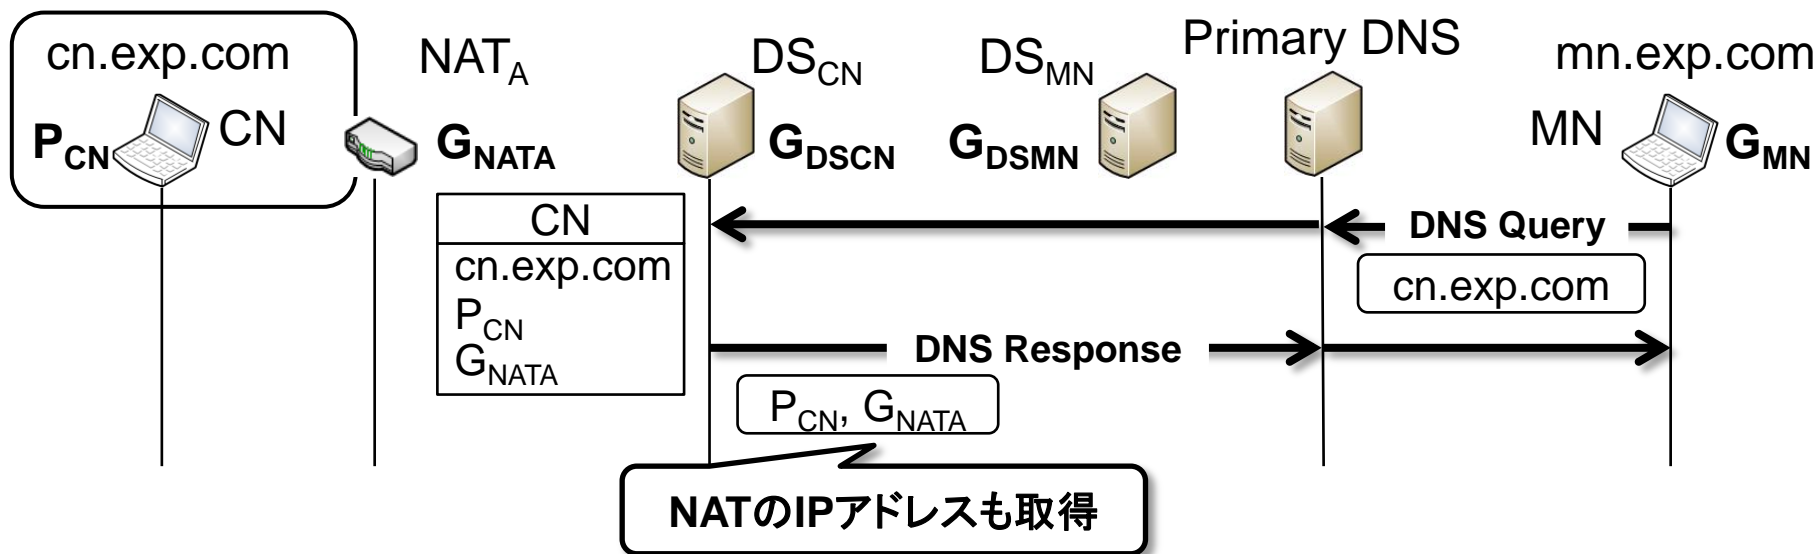 cn.exp.com
NATA
DSCN
DSMN
Primary DNS
mn.exp.com
PCN
CN
GNATA
GDSCN
GDSMN
MN
GMN
CN
cn.exp.com
PCN
GNATA
DNS Query
cn.exp.com
DNS Response
PCN, GNATA
NATのIPアドレスも取得